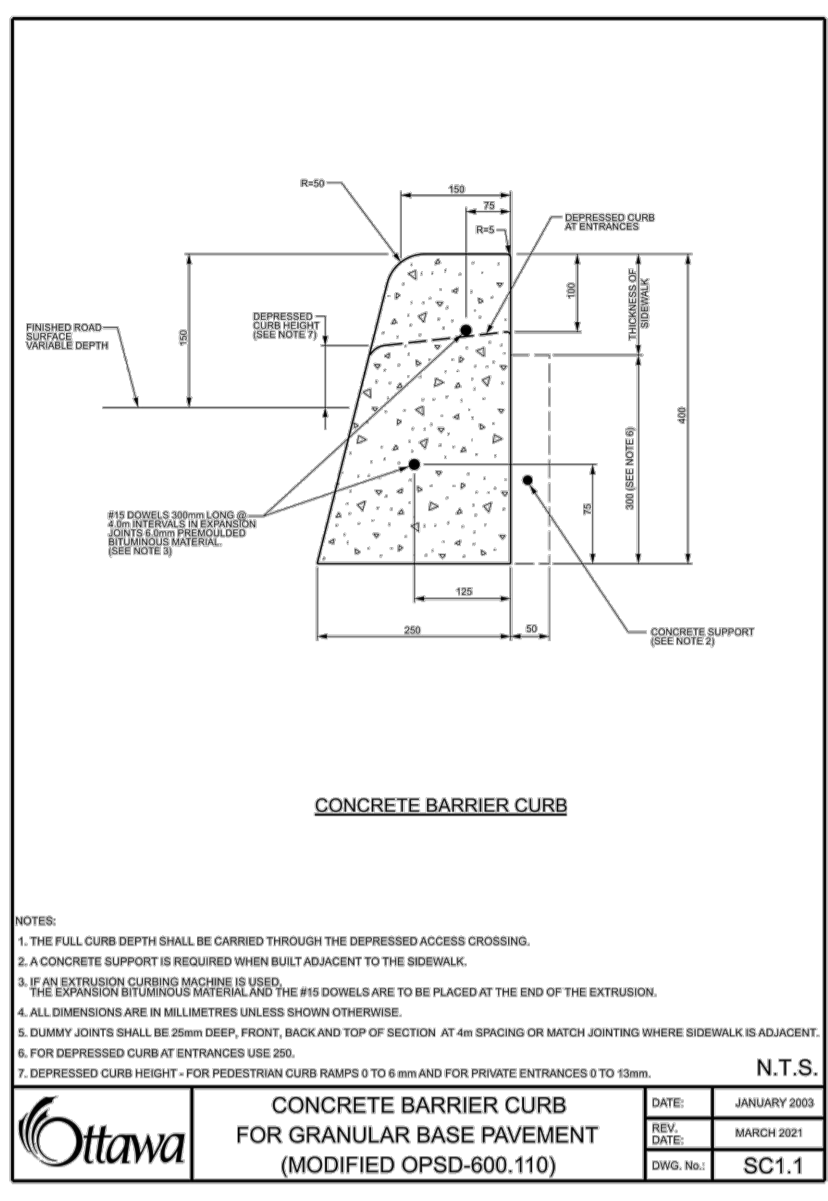 R=50
150
75
R=5
DEPRESSED CURB
AT ENTRANCES
100
THICKNESS OF
SIDEWALK
DEPRESSED
CURB HEIGHT
(SEE NOTE 7)
150
FINISHED ROAD
SURFACE
VARIABLE DEPTH
400
300 (SEE NOTE 6)
75
#15 DOWELS 300mm LONG @
4.0m INTERVALS IN EXPANSION
JOINTS 6.0mm PREMOULDED
BITUMINOUS MATERIAL.
(SEE NOTE 3)
125
250
50
CONCRETE SUPPORT
(SEE NOTE 2)
CONCRETE BARRIER CURB
NOTES:
1. THE FULL CURB DEPTH SHALL BE CARRIED THROUGH THE DEPRESSED ACCESS CROSSING.
2. A CONCRETE SUPPORT IS REQUIRED WHEN BUILT ADJACENT TO THE SIDEWALK.
3. IF AN EXTRUSION CURBING MACHINE IS USED,
THE EXPANSION BITUMINOUS MATERIAL AND THE #15 DOWELS ARE TO BE PLACED AT THE END OF THE EXTRUSION.
4. ALL DIMENSIONS ARE IN MILLIMETRES UNLESS SHOWN OTHERWISE.
5. DUMMY JOINTS SHALL BE 25mm DEEP, FRONT, BACK AND TOP OF SECTION AT 4m SPACING OR MATCH JOINTING WHERE SIDEWALK IS ADJACENT.
6. FOR DEPRESSED CURB AT ENTRANCES USE 250.
7. DEPRESSED CURB HEIGHT - FOR PEDESTRIAN CURB RAMPS 0 TO 6 mm AND FOR PRIVATE ENTRANCES 0 TO 13mm.
N.T.S.
Ottawa
CONCRETE BARRIER CURB
FOR GRANULAR BASE PAVEMENT
(MODIFIED OPSD-600.110)
DATE: JANUARY 2003
REV.
DATE: MARCH 2021
DWG. No.: SC1.1